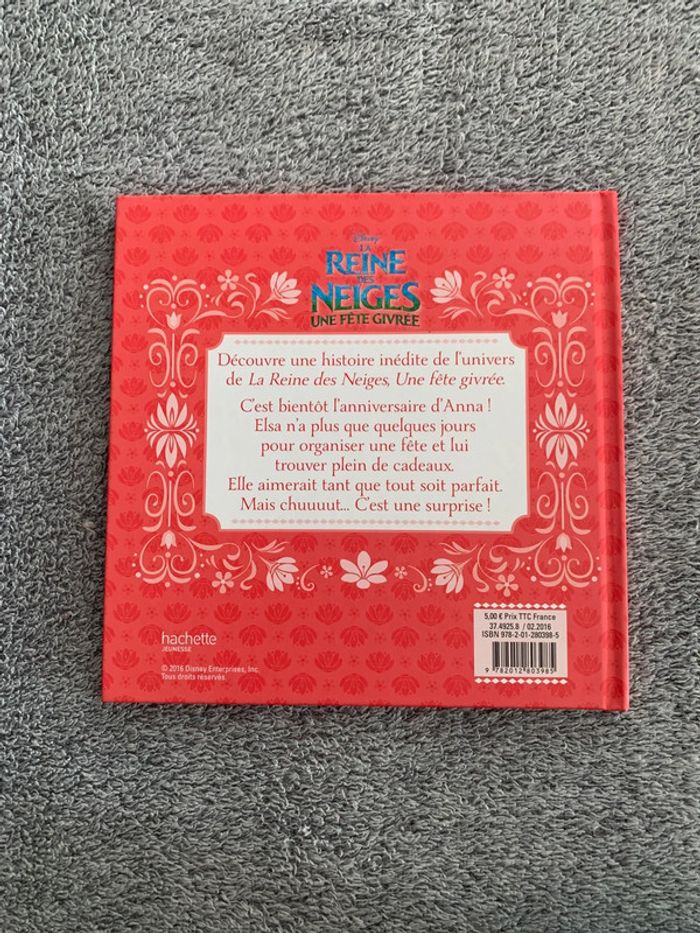 Disney
LA
REINE
DES
NEIGES
UNE FÊTE GIVRÉE
Découvre une histoire inédite de l'univers
de La Reine des Neiges, Une fête givrée.
C'est bientôt l'anniversaire d'Anna !
Elsa n'a plus que quelques jours
pour organiser une fête et lui
trouver plein de cadeaux.
Elle aimerait tant que tout soit parfait.
Mais chuuuut... C'est une surprise !
hachette
JEUNESSE
© 2016 Disney Enterprises, Inc.
Tous droits réservés.
5,00 € Prix TTC France
37.4925.8 / 02.2016
ISBN 978-2-01-280398-5
9 782012 803985